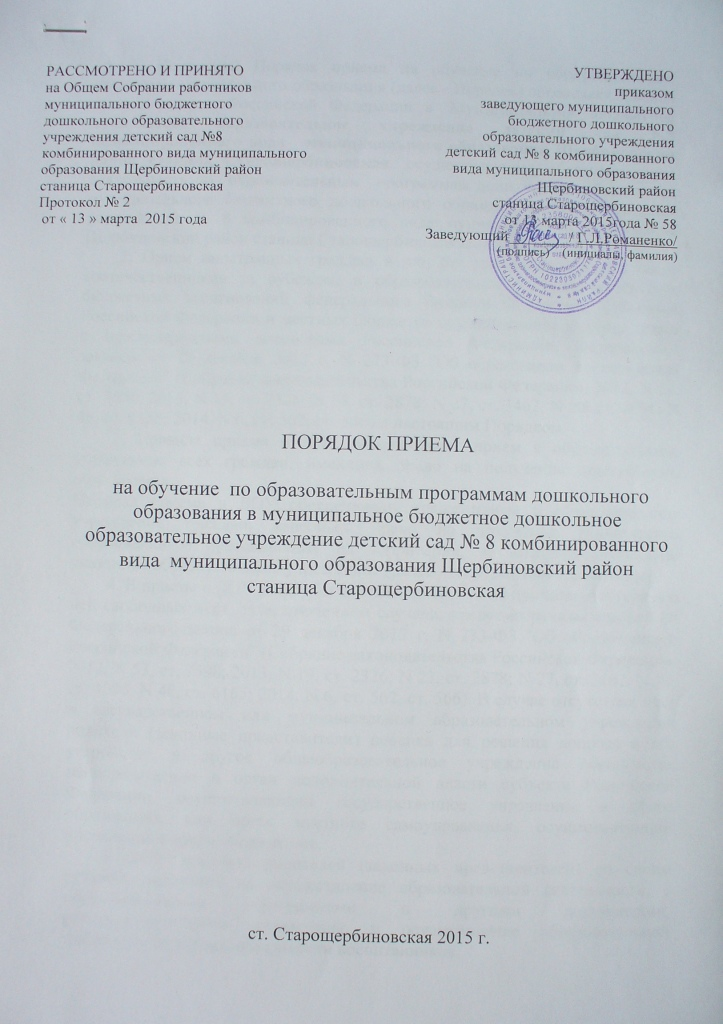 РАССМОТРЕНО И ПРИНЯТО
на Общем Собрании работников
муниципального бюджетного
дошкольного образовательного
учреждения детский сад №8
комбинированного вида муниципального
образования Щербиновский район
станица Старощербиновская
Протокол № 2
от « 13 » марта 2015 года
УТВЕРЖДЕНО
приказом
заведующего муниципального
бюджетного дошкольного
образовательного учреждения
детский сад № 8 комбинированного
вида муниципального образования
Щербиновский район
станица Старощербиновская
от 13 марта 2015года № 58
Заведующий / Г.Л.Романенко/
(подпись) (инициалы, фамилия)
ПОРЯДОК ПРИЕМА
на обучение по образовательным программам дошкольного
образования в муниципальное бюджетное дошкольное
образовательное учреждение детский сад № 8 комбинированного
вида муниципального образования Щербиновский район
станица Старощербиновская
ст. Старощербиновская 2015 г.